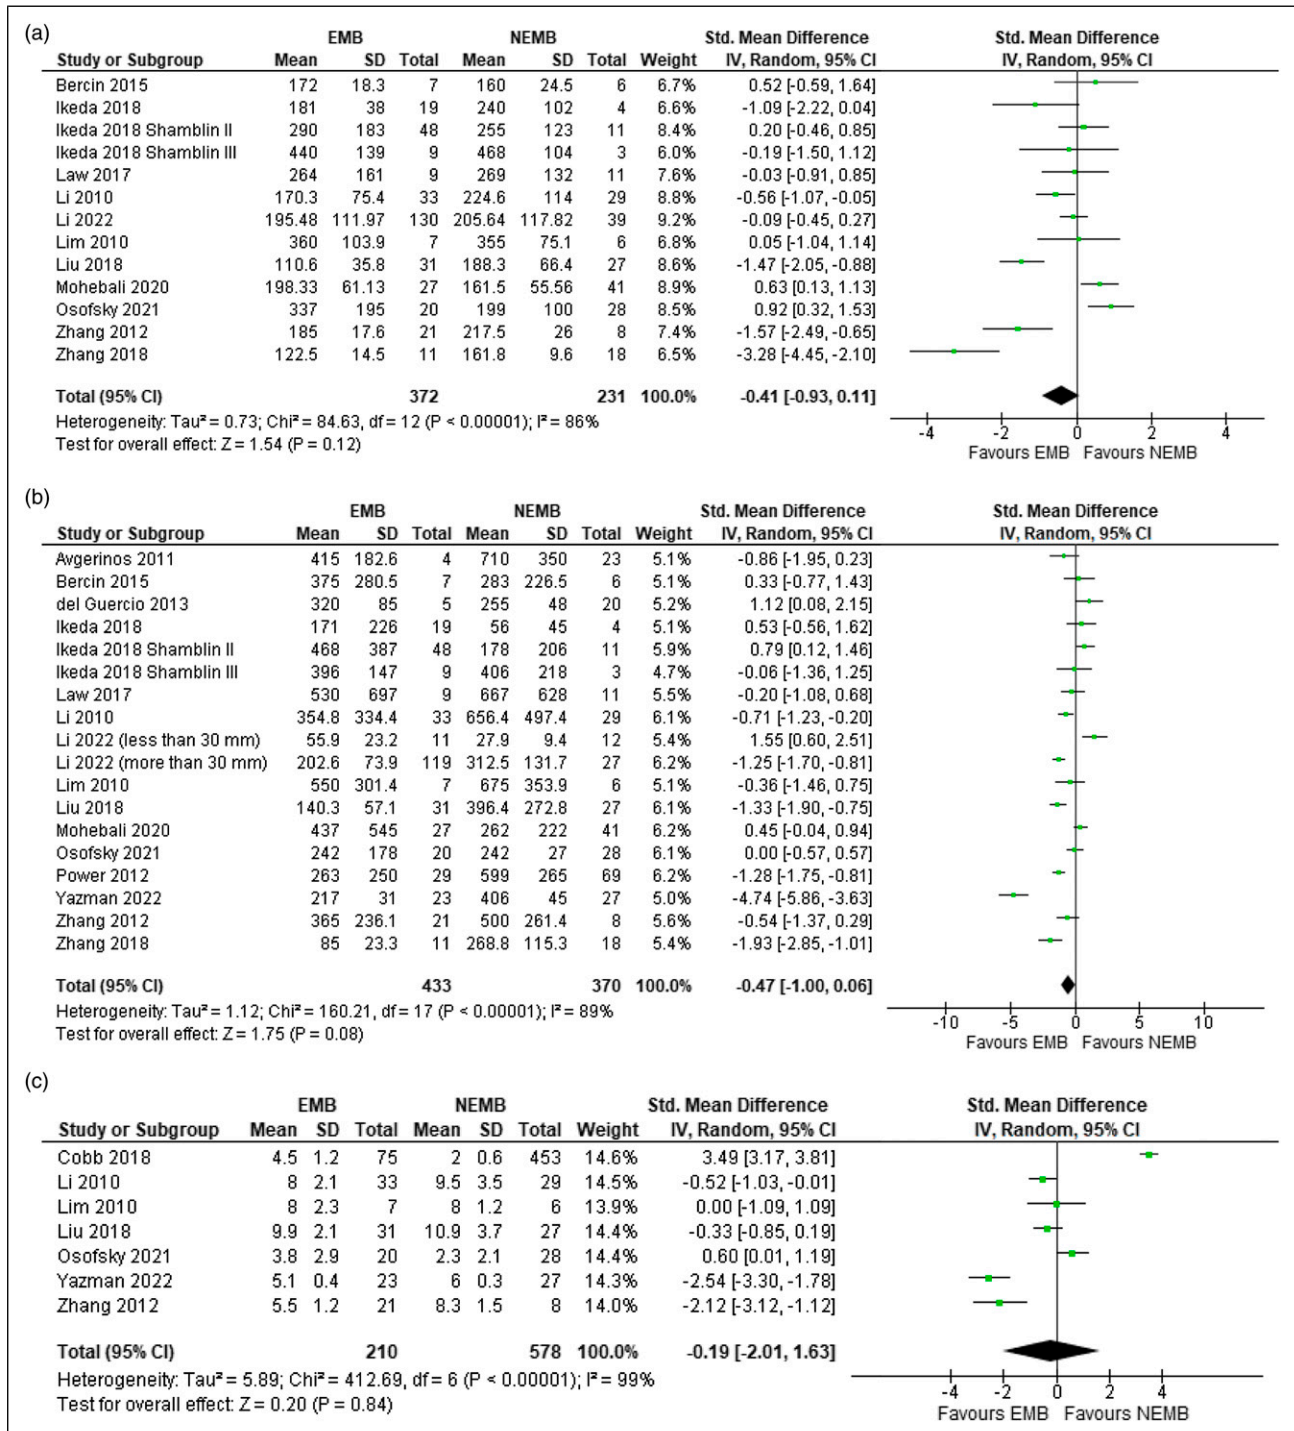 (a)
EMB NEMB Std. Mean Difference Std. Mean Difference
Study or Subgroup Mean SD Total Mean SD Total Weight IV, Random, 95% CI IV, Random, 95% CI
Bercin 2015 172 18.3 7 160 24.5 6 6.7% 0.52 [-0.59, 1.64]
Ikeda 2018 181 38 19 240 102 4 6.6% -1.09 [-2.22, 0.04]
Ikeda 2018 Shamblin II 290 183 48 255 123 11 8.4% 0.20 [-0.46, 0.85]
Ikeda 2018 Shamblin III 440 139 9 468 104 3 6.0% -0.19 [-1.50, 1.12]
Law 2017 264 161 9 269 132 11 7.6% -0.03 [-0.91, 0.85]
Li 2010 170.3 75.4 33 224.6 114 29 8.8% -0.56 [-1.07, -0.05]
Li 2022 195.48 111.97 130 205.64 117.82 39 9.2% -0.09 [-0.45, 0.27]
Lim 2010 360 103.9 7 355 75.1 6 6.8% 0.05 [-1.04, 1.14]
Liu 2018 110.6 35.8 31 188.3 66.4 27 8.6% -1.47 [-2.05, -0.88]
Mohebali 2020 198.33 61.13 27 161.5 55.56 41 8.9% 0.63 [0.13, 1.13]
Osofsky 2021 337 195 20 199 100 28 8.5% 0.92 [0.32, 1.53]
Zhang 2012 185 17.6 21 217.5 26 8 7.4% -1.57 [-2.49, -0.65]
Zhang 2018 122.5 14.5 11 161.8 9.6 18 6.5% -3.28 [-4.45, -2.10]
Total (95% CI) 372 231 100.0% -0.41 [-0.93, 0.11]
Heterogeneity: Tau² = 0.73; Chi² = 84.63, df = 12 (P < 0.00001); I² = 86%
Test for overall effect: Z = 1.54 (P = 0.12)
-4 -2 0 2 4
Favours EMB Favours NEMB
(b)
EMB NEMB Std. Mean Difference Std. Mean Difference
Study or Subgroup Mean SD Total Mean SD Total Weight IV, Random, 95% CI IV, Random, 95% CI
Avgerinos 2011 415 182.6 4 710 350 23 5.1% -0.86 [-1.95, 0.23]
Bercin 2015 375 280.5 7 283 226.5 6 5.1% 0.33 [-0.77, 1.43]
del Guercio 2013 320 85 5 255 48 20 5.2% 1.12 [0.08, 2.15]
Ikeda 2018 171 226 19 56 45 4 5.1% 0.53 [-0.56, 1.62]
Ikeda 2018 Shamblin II 468 387 48 178 206 11 5.9% 0.79 [0.12, 1.46]
Ikeda 2018 Shamblin III 396 147 9 406 218 3 4.7% -0.06 [-1.36, 1.25]
Law 2017 530 697 9 667 628 11 5.5% -0.20 [-1.08, 0.68]
Li 2010 354.8 334.4 33 656.4 497.4 29 6.1% -0.71 [-1.23, -0.20]
Li 2022 (less than 30 mm) 55.9 23.2 11 27.9 9.4 12 5.4% 1.55 [0.60, 2.51]
Li 2022 (more than 30 mm) 202.6 73.9 119 312.5 131.7 27 6.2% -1.25 [-1.70, -0.81]
Lim 2010 550 301.4 7 675 353.9 6 5.1% -0.36 [-1.46, 0.75]
Liu 2018 140.3 57.1 31 396.4 272.8 27 6.1% -1.33 [-1.90, -0.75]
Mohebali 2020 437 545 27 262 222 41 6.2% 0.45 [-0.04, 0.94]
Osofsky 2021 242 178 20 242 27 28 6.1% 0.00 [-0.57, 0.57]
Power 2012 263 250 29 599 265 69 6.2% -1.28 [-1.75, -0.81]
Yazman 2022 217 31 23 406 45 27 5.1% -4.74 [-5.86, -3.63]
Zhang 2012 365 236.1 21 500 261.4 8 5.6% -0.54 [-1.37, 0.29]
Zhang 2018 85 23.3 11 268.8 115.3 18 5.4% -1.93 [-2.85, -1.01]
Total (95% CI) 433 370 100.0% -0.47 [-1.00, 0.06]
Heterogeneity: Tau² = 1.12; Chi² = 160.21, df = 17 (P < 0.00001); I² = 89%
Test for overall effect: Z = 1.75 (P = 0.08)
-10 -5 0 5 10
Favours EMB Favours NEMB
(c)
EMB NEMB Std. Mean Difference Std. Mean Difference
Study or Subgroup Mean SD Total Mean SD Total Weight IV, Random, 95% CI IV, Random, 95% CI
Cobb 2018 4.5 1.2 75 2 0.6 453 14.6% 3.49 [3.17, 3.81]
Li 2010 8 2.1 33 9.5 3.5 29 14.5% -0.52 [-1.03, -0.01]
Lim 2010 8 2.3 7 8 1.2 6 13.9% 0.00 [-1.09, 1.09]
Liu 2018 9.9 2.1 31 10.9 3.7 27 14.4% -0.33 [-0.85, 0.19]
Osofsky 2021 3.8 2.9 20 2.3 2.1 28 14.4% 0.60 [0.01, 1.19]
Yazman 2022 5.1 0.4 23 6 0.3 27 14.3% -2.54 [-3.30, -1.78]
Zhang 2012 5.5 1.2 21 8.3 1.5 8 14.0% -2.12 [-3.12, -1.12]
Total (95% CI) 210 578 100.0% -0.19 [-2.01, 1.63]
Heterogeneity: Tau² = 5.89; Chi² = 412.69, df = 6 (P < 0.00001); I² = 99%
Test for overall effect: Z = 0.20 (P = 0.84)
-4 -2 0 2 4
Favours EMB Favours NEMB